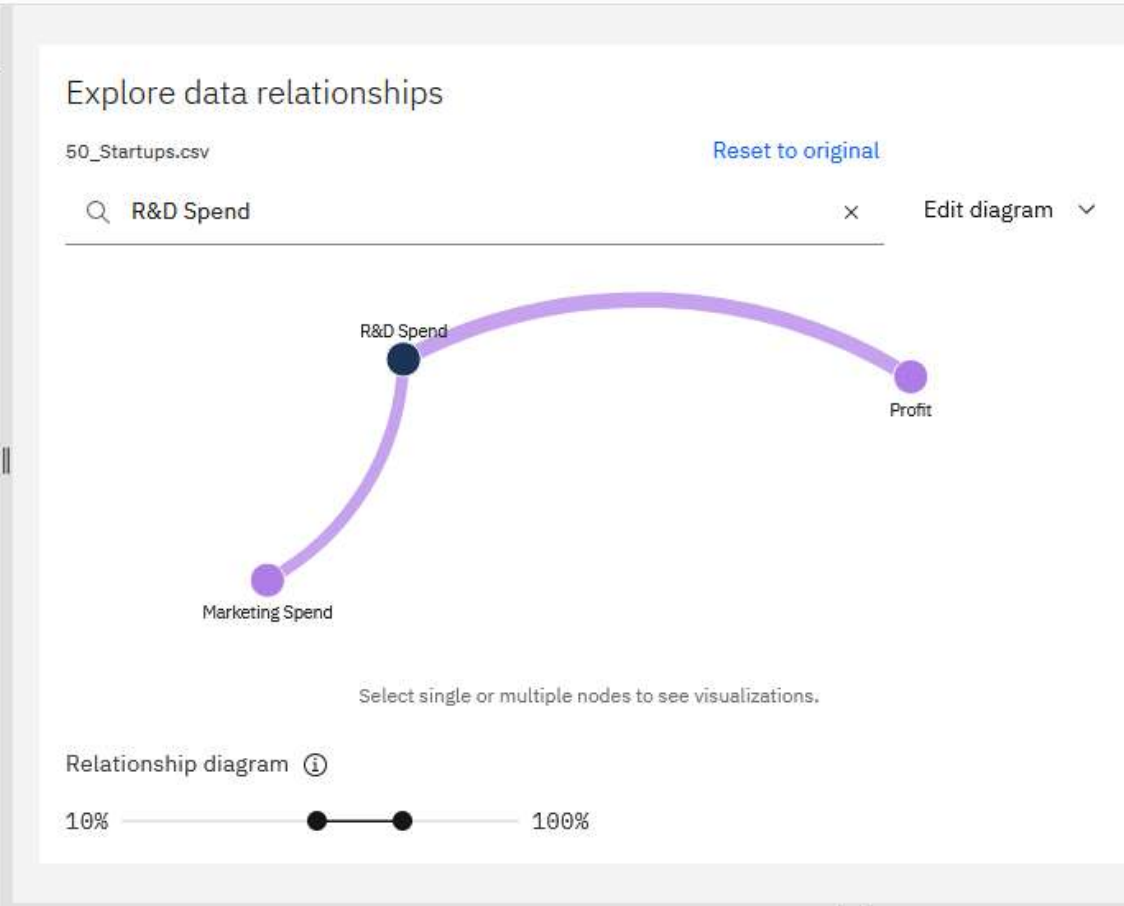 Explore data relationships
50_Startups.csv
Reset to original
R&D Spend
Edit diagram
R&D Spend
Profit
Marketing Spend
Select single or multiple nodes to see visualizations.
Relationship diagram
10%
100%